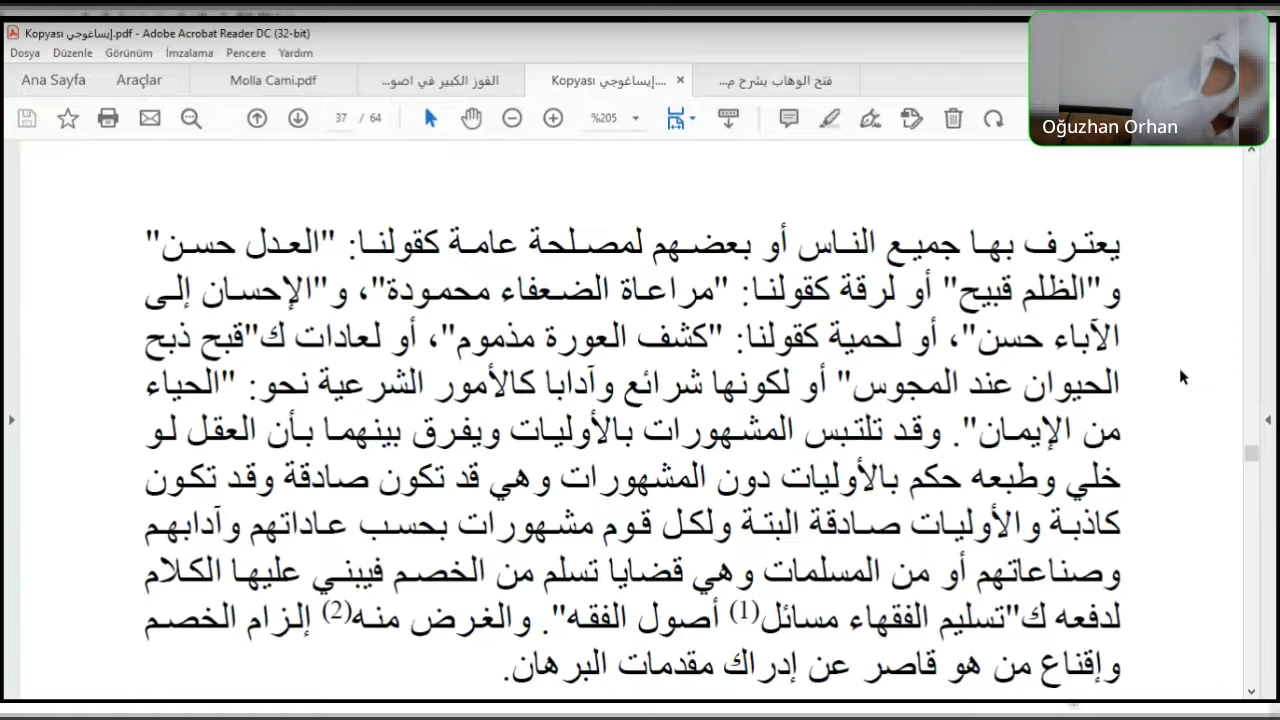 Kopyası إيساغوجي.pdf - Adobe Acrobat Reader DC (32-bit)
Dosya Düzenle Görünüm İmzalama Pencere Yardım
Ana Sayfa Araçlar Molla Cami.pdf الفوز الكبير في اصو... Kopyası إيساغوجي.... × فتح الوهاب بشرح م...
37 / 64 %205
Oğuzhan Orhan
يعترف بها جميع الناس أو بعضهم لمصلحة عامة كقولنا: "العدل حسن"
و"الظلم قبيح" أو لرقة كقولنا: "مراعاة الضعفاء محمودة"، و"الإحسان إلى
الآباء حسن"، أو لحمية كقولنا: "كشف العورة مذموم"، أو لعادات ك"قبح ذبح
الحيوان عند المجوس" أو لكونها شرائع وآدابا كالأمور الشرعية نحو: "الحياء
من الإيمان". وقد تلتبس المشهورات بالأوليات ويفرق بينهما بأن العقل لو
خلي وطبعه حكم بالأوليات دون المشهورات وهي قد تكون صادقة وقد تكون
كاذبة والأوليات صادقة البتة ولكل قوم مشهورات بحسب عاداتهم وآدابهم
وصناعاتهم أو من المسلمات وهي قضايا تسلم من الخصم فيبني عليها الكلام
لدفعه ك"تسليم الفقهاء مسائل(1) أصول الفقه". والغرض منه(2) إلزام الخصم
وإقناع من هو قاصر عن إدراك مقدمات البرهان.